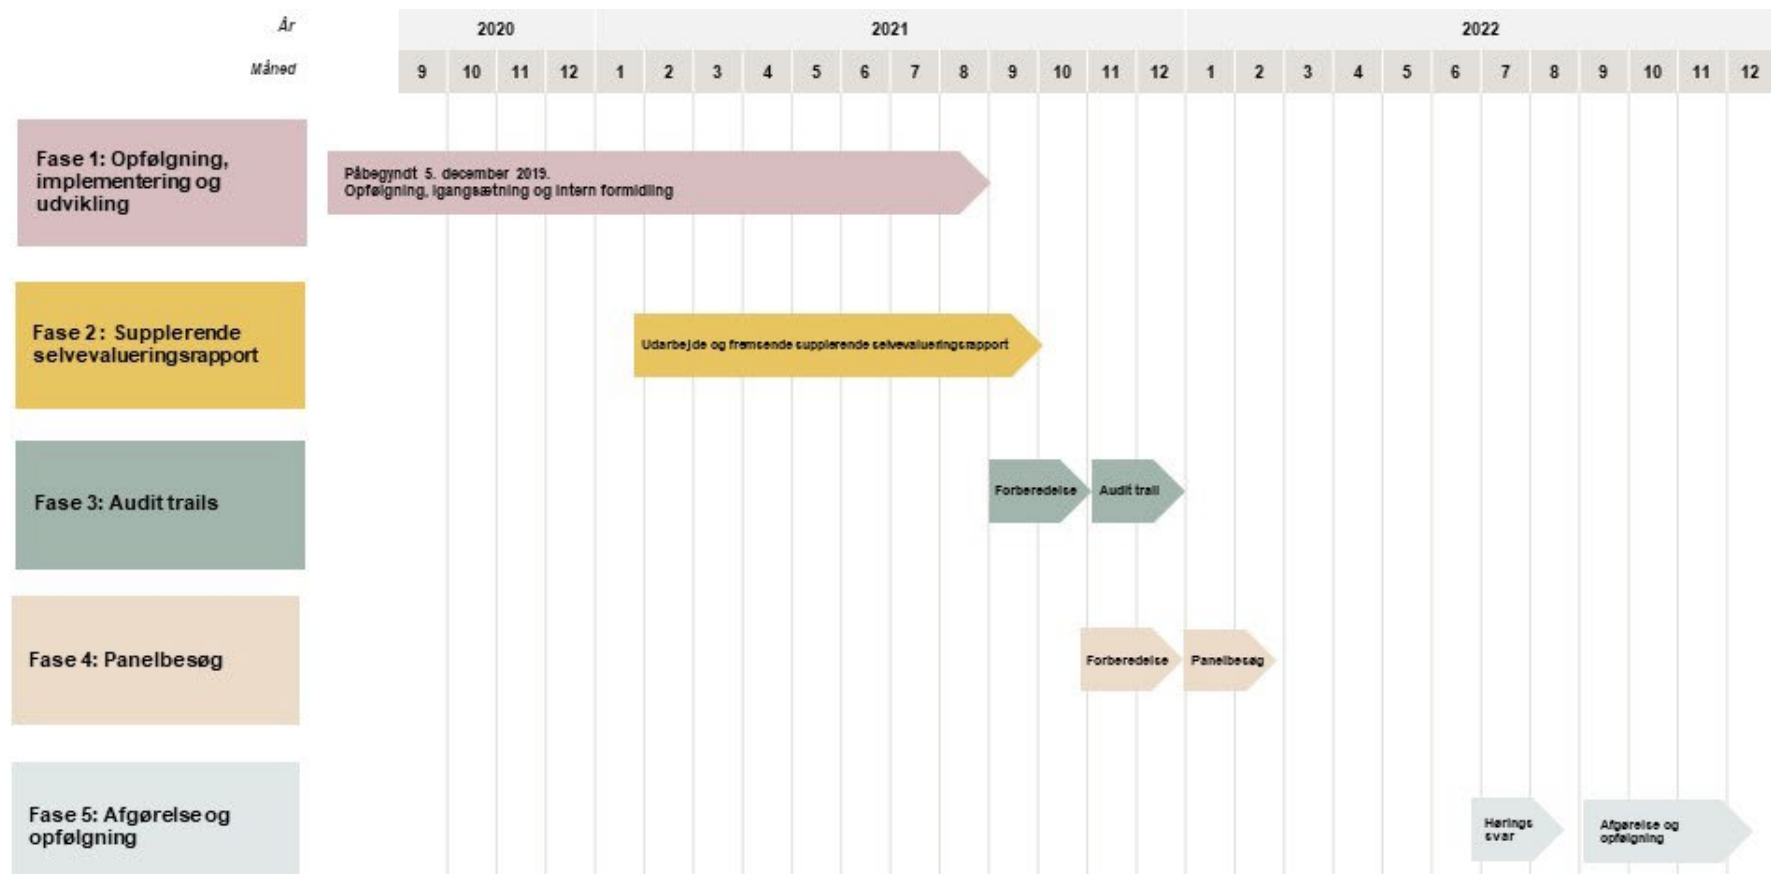 År
2020
2021
2022
Måned
9 10 11 12 1 2 3 4 5 6 7 8 9 10 11 12 1 2 3 4 5 6 7 8 9 10 11 12
Fase 1: Opfølgning,
implementering og
udvikling
Påbegyndt 5. december 2019.
Opfølgning, igangsætning og intern formidling
Fase 2: Supplerende
selvevalueringsrapport
Udarbejde og fremsende supplerende selvevalueringsrapport
Fase 3: Audit trails
Forberedelse
Audit trail
Fase 4: Panelbesøg
Forberedelse
Panelbesøg
Fase 5: Afgørelse og
opfølgning
Hørings
svar
Afgørelse og
opfølgning